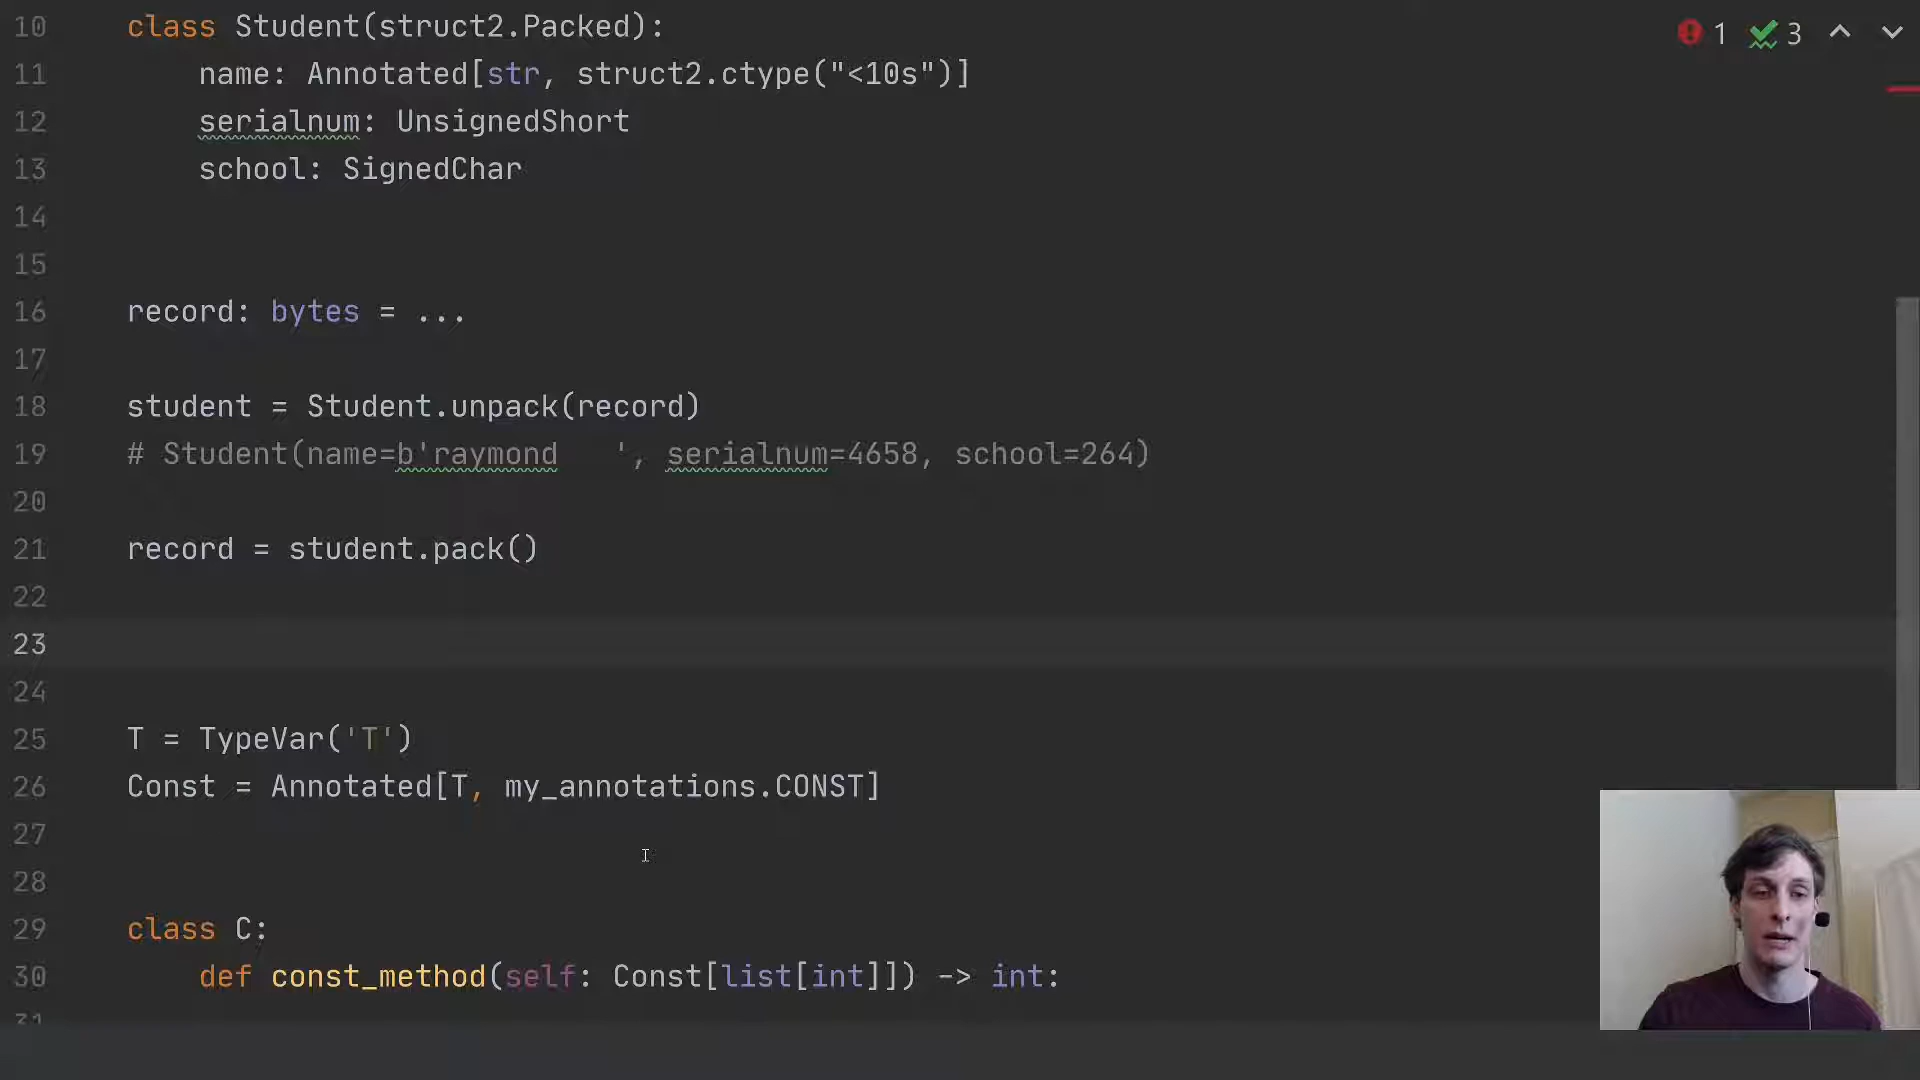 10 class Student(struct2.Packed):
11 name: Annotated[str, struct2.ctype("<10s")]
12 serialnum: UnsignedShort
13 school: SignedChar
14
15
16 record: bytes = ...
17
18 student = Student.unpack(record)
19 # Student(name=b'raymond   ', serialnum=4658, school=264)
20
21 record = student.pack()
22
23
24
25 T = TypeVar('T')
26 Const = Annotated[T, my_annotations.CONST]
27
28
29 class C:
30 def const_method(self: Const[list[int]]) -> int:
31
1 3